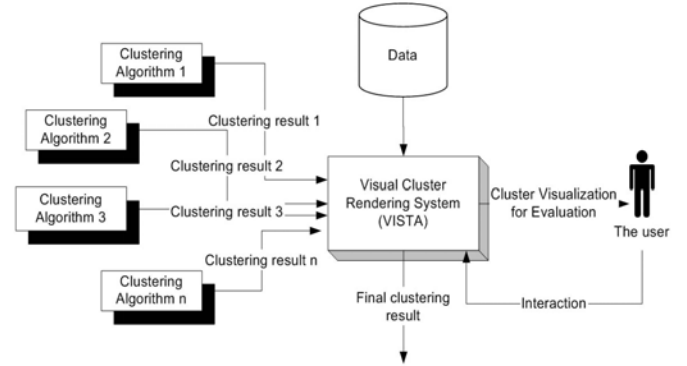 Clustering
Algorithm 1
Data
Clustering
Algorithm 2
Clustering result 1
Clustering result 2
Visual Cluster
Rendering System
(VISTA)
Cluster Visualization
for Evaluation
Clustering
Algorithm 3
Clustering result 3
The user
Clustering result n
Clustering
Algorithm n
Final clustering
result
Interaction